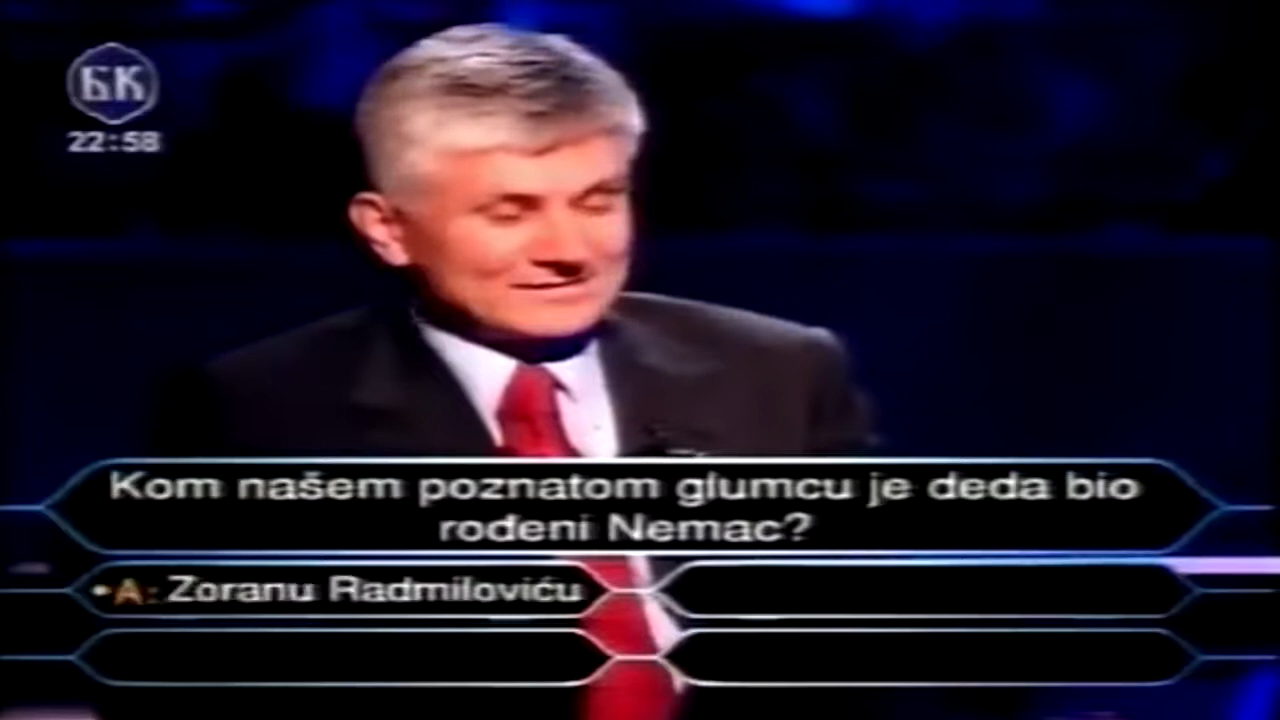 БК
22:58
Kom našem poznatom glumcu je deda bio
rođeni Nemac?
A: Zoranu Radmiloviću